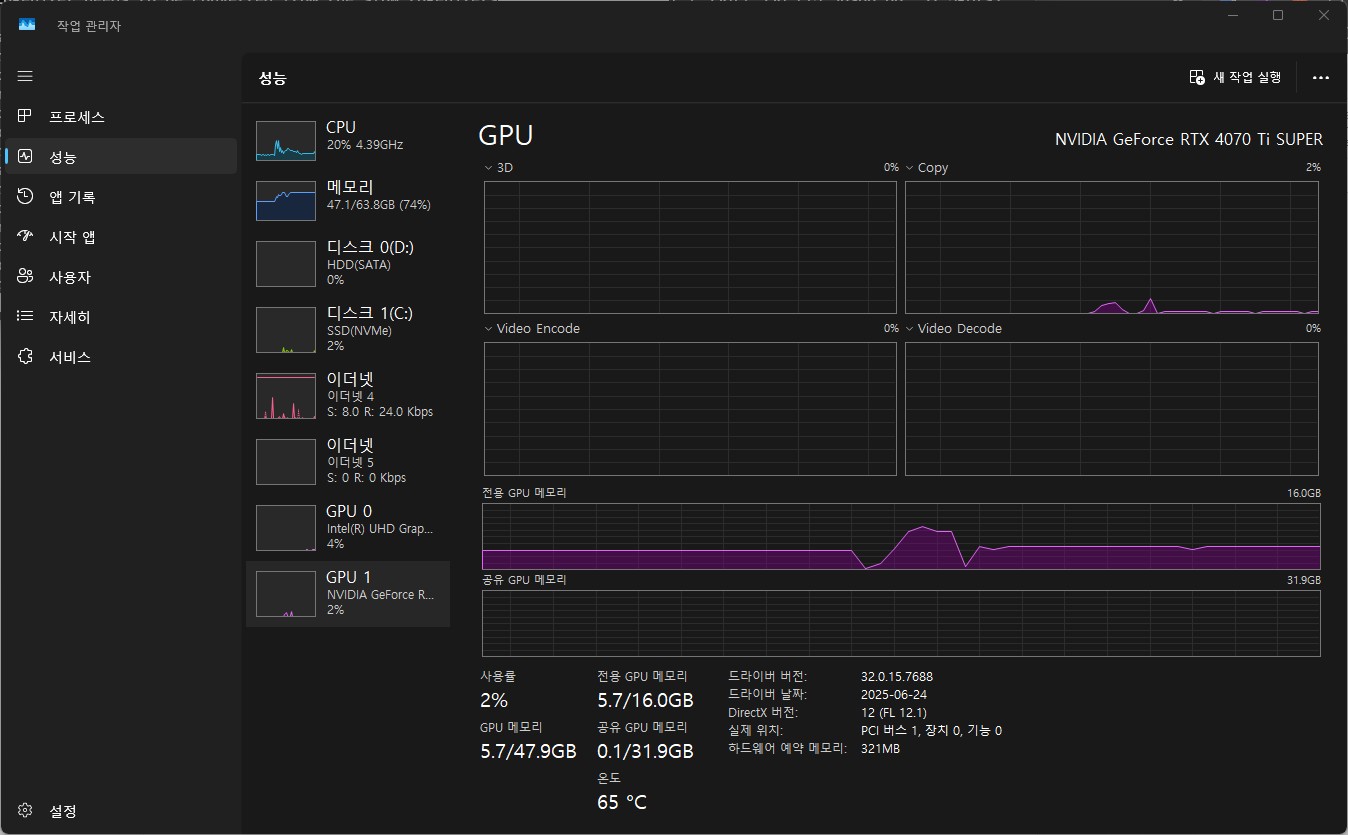 작업 관리자
성능
새 작업 실행
프로세스
성능
앱 기록
시작 앱
사용자
자세히
서비스
설정
CPU
20% 4.39GHz
메모리
47.1/63.8GB (74%)
디스크 0(D:)
HDD(SATA)
0%
디스크 1(C:)
SSD(NVMe)
2%
이더넷
이더넷 4
S: 8.0 R: 24.0 Kbps
이더넷
이더넷 5
S: 0 R: 0 Kbps
GPU 0
Intel(R) UHD Grap...
4%
GPU 1
NVIDIA GeForce R...
2%
GPU
NVIDIA GeForce RTX 4070 Ti SUPER
3D 0%
Copy 2%
Video Encode 0%
Video Decode 0%
전용 GPU 메모리 16.0GB
공유 GPU 메모리 31.9GB
사용률
2%
전용 GPU 메모리
5.7/16.0GB
GPU 메모리
5.7/47.9GB
공유 GPU 메모리
0.1/31.9GB
온도
65 °C
드라이버 버전: 32.0.15.7688
드라이버 날짜: 2025-06-24
DirectX 버전: 12 (FL 12.1)
실제 위치: PCI 버스 1, 장치 0, 기능 0
하드웨어 예약 메모리: 321MB